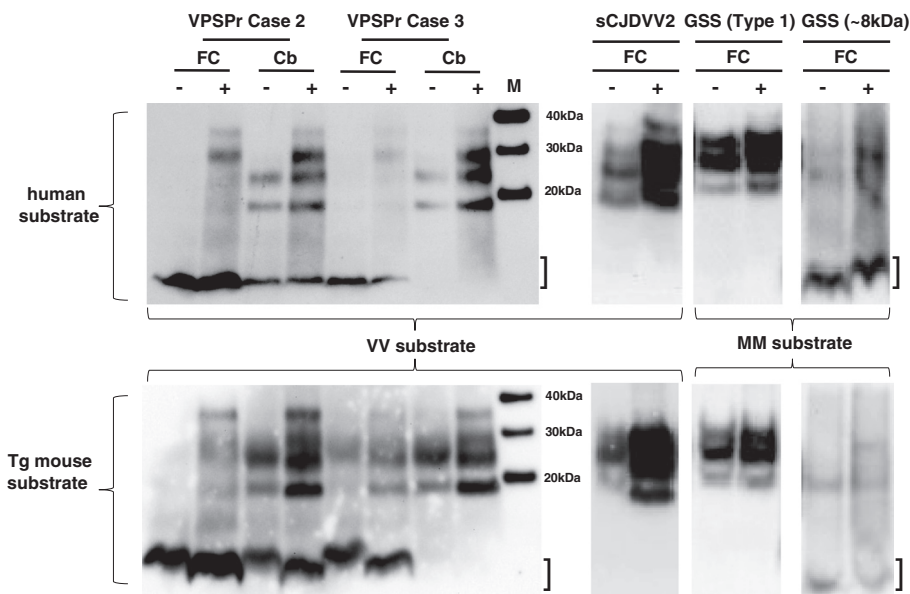 VPSPr Case 2 VPSPr Case 3 sCJDVV2 GSS (Type 1) GSS (~8kDa)
FC Cb FC Cb FC FC FC
- + - + - + - + M - + - + - +
40kDa
30kDa
20kDa
human
substrate
]
]
VV substrate MM substrate
40kDa
30kDa
20kDa
Tg mouse
substrate
]
]